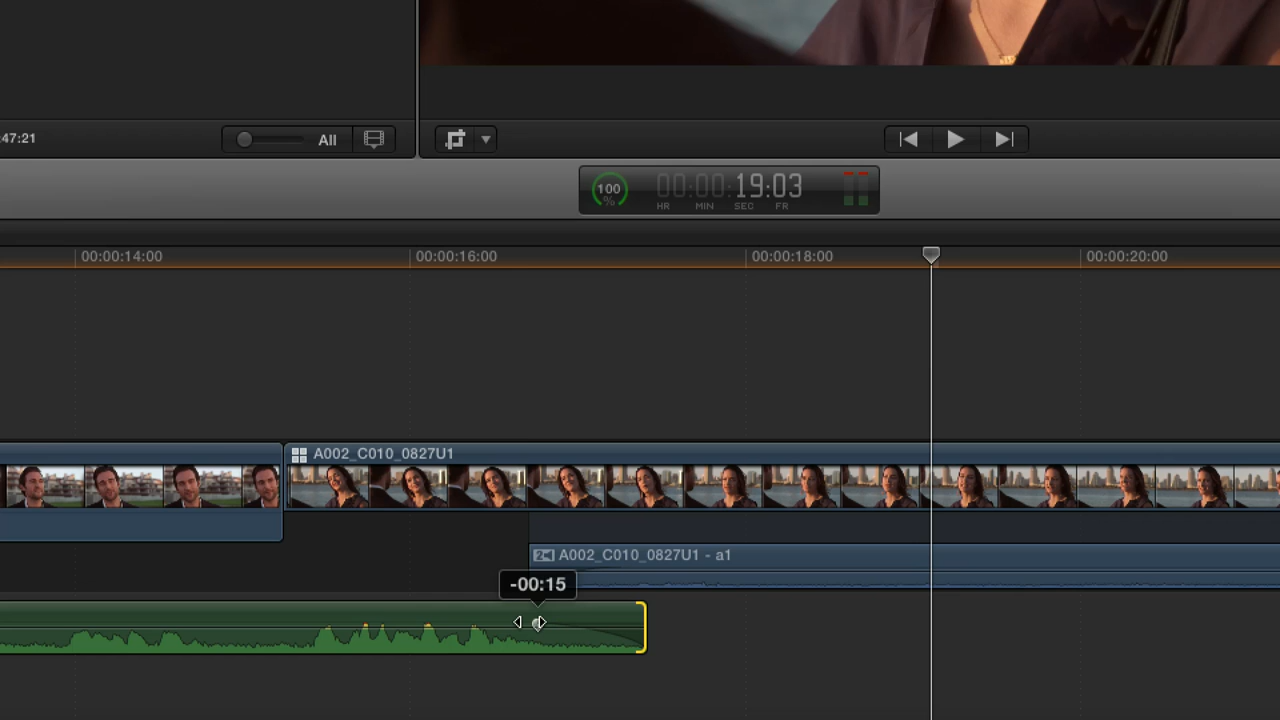 :47:21
All
100
%
00:00:19:03
HR MIN SEC FR
00:00:14:00 00:00:16:00 00:00:18:00 00:00:20:00
A002_C010_0827U1
A002_C010_0827U1 - a1
-00:15